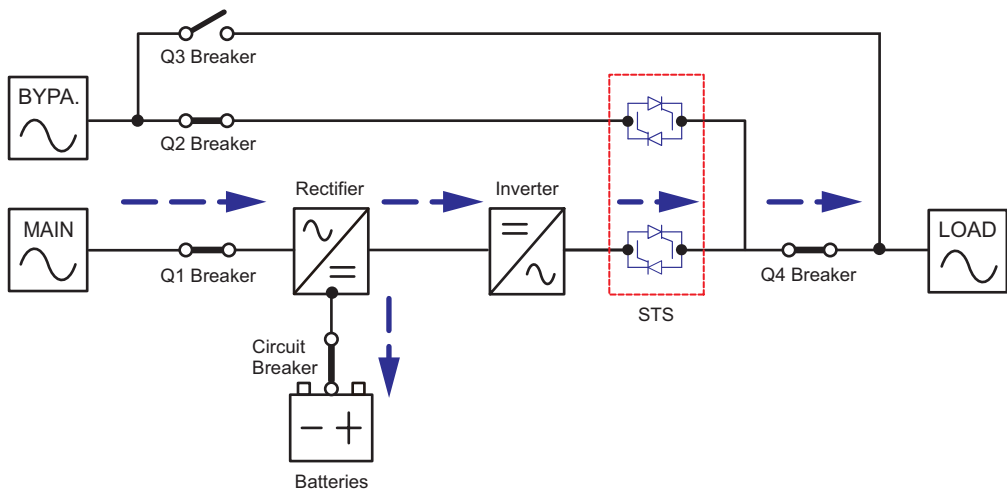 Q3 Breaker
BYPA.
Q2 Breaker
Rectifier
Inverter
MAIN
LOAD
Q1 Breaker
Q4 Breaker
STS
Circuit
Breaker
Batteries